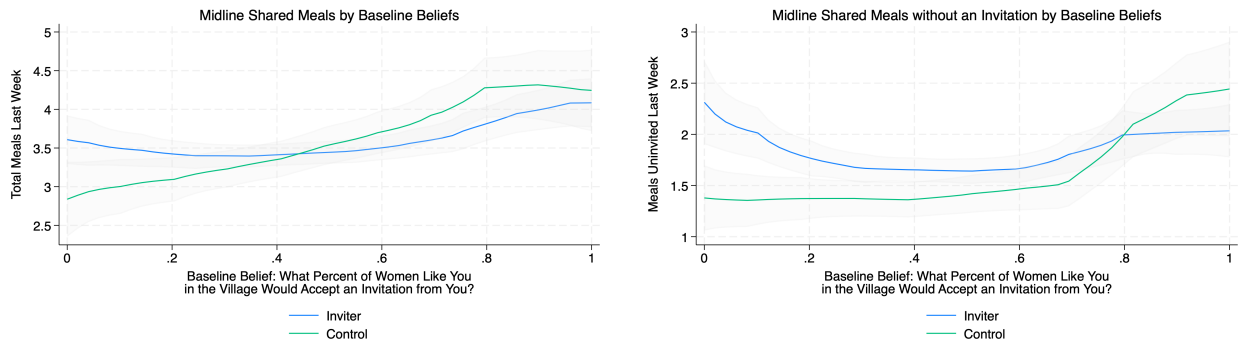 Midline Shared Meals by Baseline Beliefs
Total Meals Last Week
5
4.5
4
3.5
3
2.5
0 .2 .4 .6 .8 1
Baseline Belief: What Percent of Women Like You
in the Village Would Accept an Invitation from You?
Inviter
Control
Midline Shared Meals without an Invitation by Baseline Beliefs
Meals Uninvited Last Week
3
2.5
2
1.5
1
0 .2 .4 .6 .8 1
Baseline Belief: What Percent of Women Like You
in the Village Would Accept an Invitation from You?
Inviter
Control